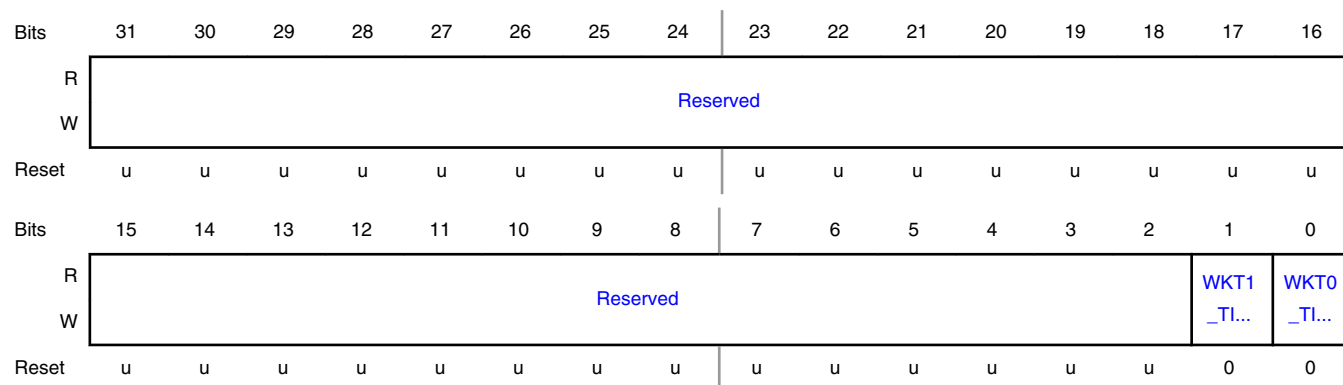 Bits 31 30 29 28 27 26 25 24 23 22 21 20 19 18 17 16
R
Reserved
W
Reset u u u u u u u u u u u u u u u u
Bits 15 14 13 12 11 10 9 8 7 6 5 4 3 2 1 0
R WKT1 WKT0
Reserved
W _TI... _TI...
Reset u u u u u u u u u u u u u u 0 0